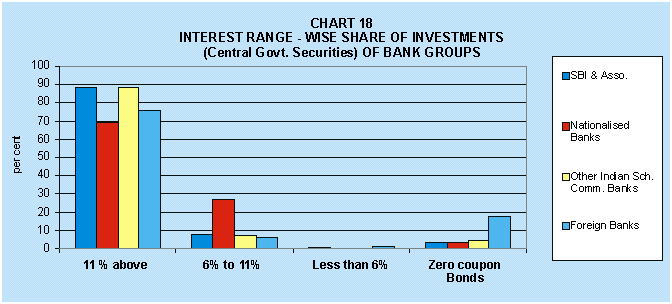 CHART 18
INTEREST RANGE - WISE SHARE OF INVESTMENTS
(Central Govt. Securities) OF BANK GROUPS
per cent
100
90
80
70
60
50
40
30
20
10
0
11 % above
6% to 11%
Less than 6%
Zero coupon
Bonds
SBI & Asso.
Nationalised
Banks
Other Indian Sch.
Comm. Banks
Foreign Banks